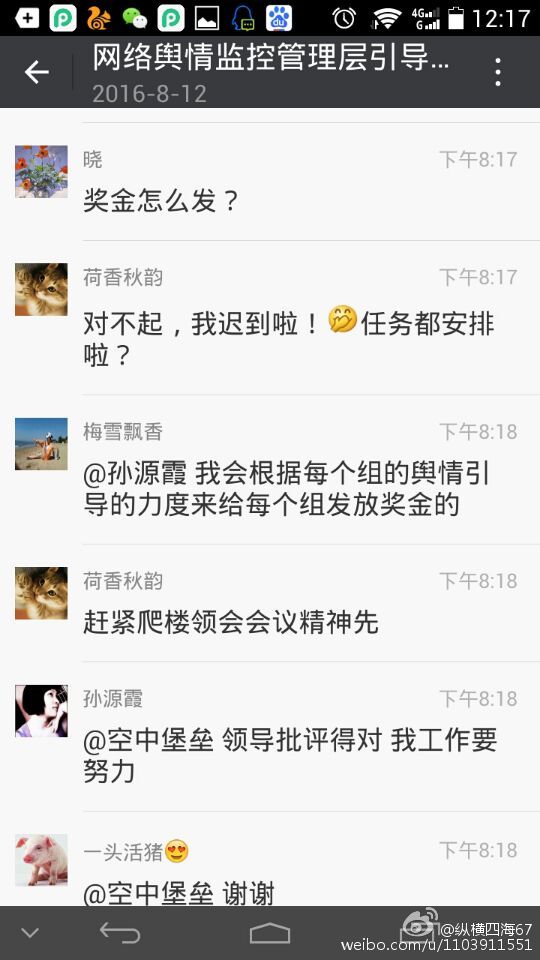 4G
G
12:17
网络舆情监控管理层引导...
2016-8-12
晓
下午8:17
奖金怎么发？
荷香秋韵
下午8:17
对不起，我迟到啦！🤭任务都安排
啦？
梅雪飘香
下午8:18
@孙源霞 我会根据每个组的舆情引
导的力度来给每个组发放奖金的
荷香秋韵
下午8:18
赶紧爬楼领会会议精神先
孙源霞
下午8:18
@空中堡垒 领导批评得对 我工作要
努力
一头活猪😍
下午8:18
@空中堡垒 谢谢
@纵横四海67
weibo.com/u/1103911551